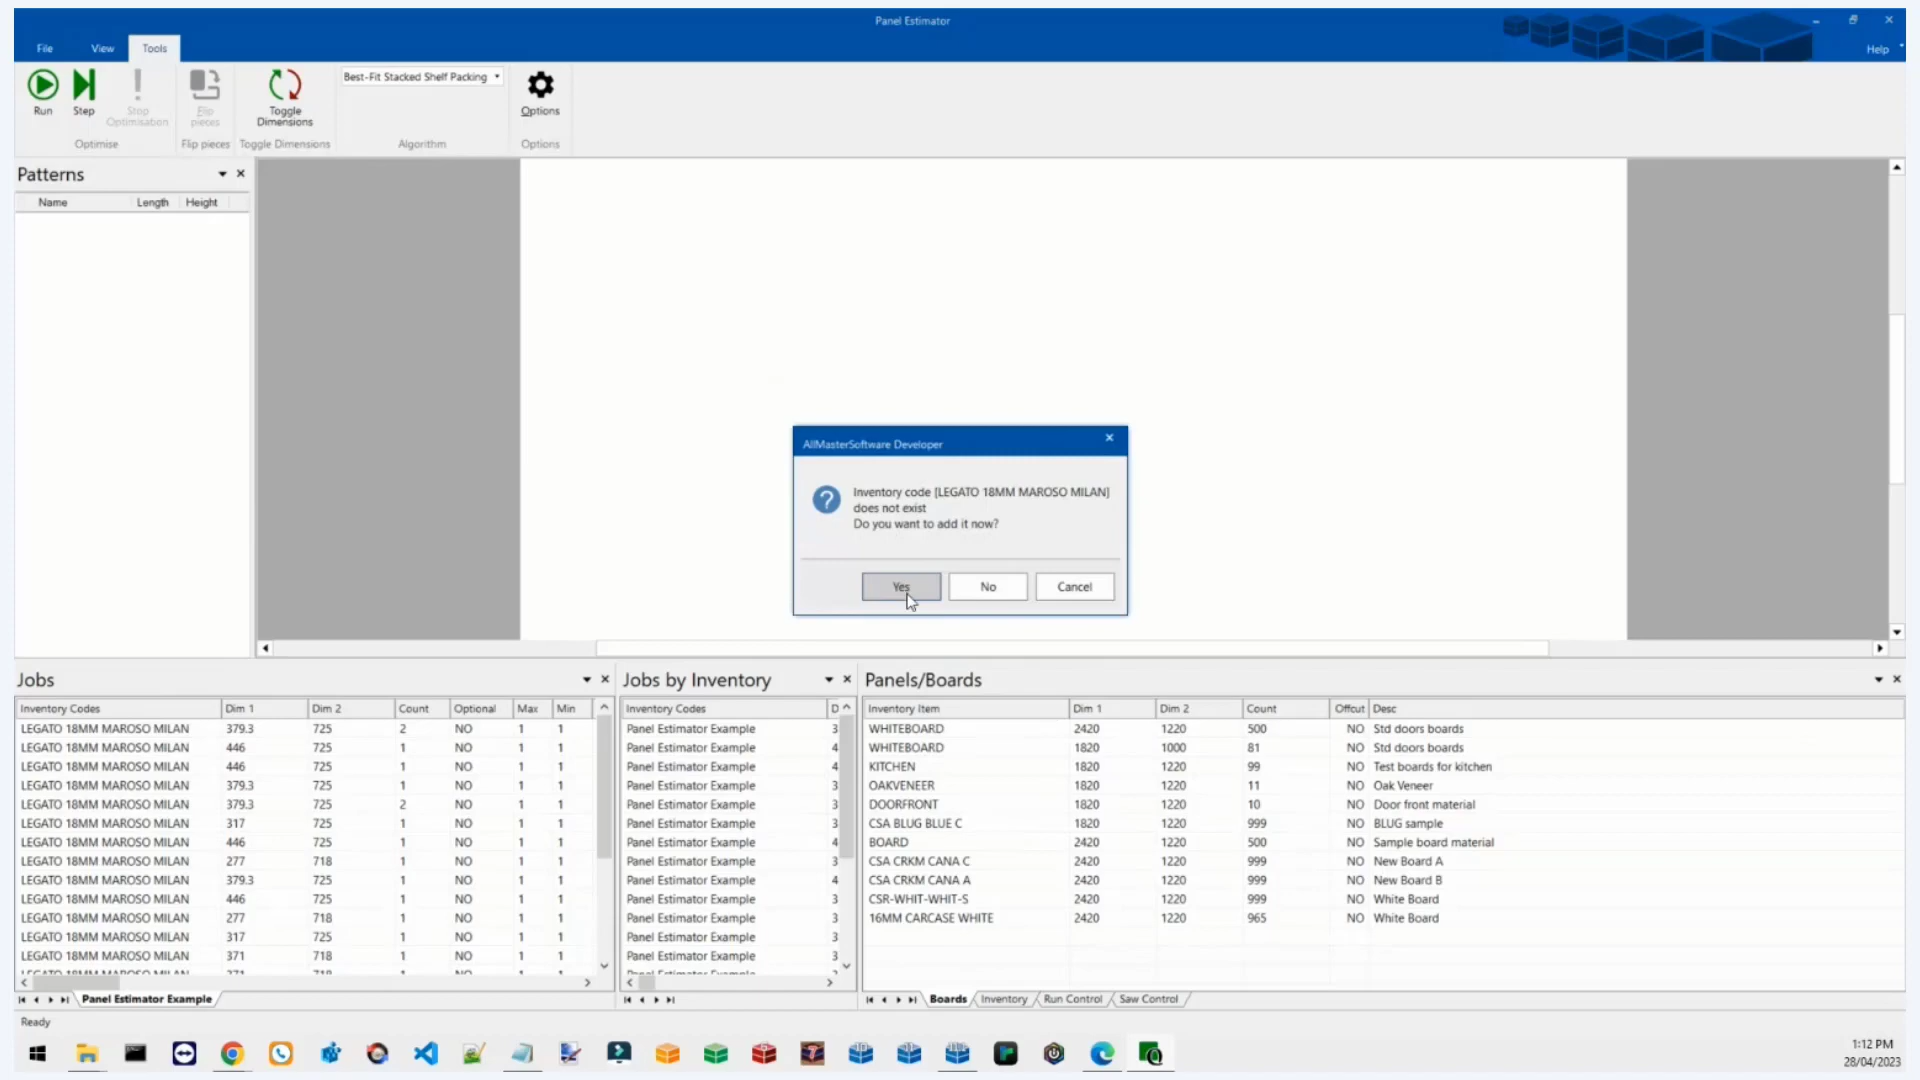 Panel Estimator
File View Tools Help
Run Step Stop Optimisation Flip pieces Toggle Dimensions Best-Fit Stacked Shelf Packing Options
Optimise Flip pieces Toggle Dimensions Algorithm Options
Patterns
Name Length Height
AllMasterSoftware Developer
Inventory code [LEGATO 18MM MAROSO MILAN]
does not exist
Do you want to add it now?
Yes No Cancel
Jobs
Inventory Codes Dim 1 Dim 2 Count Optional Max Min
LEGATO 18MM MAROSO MILAN 379.3 725 2 NO 1 1
LEGATO 18MM MAROSO MILAN 446 725 1 NO 1 1
LEGATO 18MM MAROSO MILAN 446 725 1 NO 1 1
LEGATO 18MM MAROSO MILAN 379.3 725 1 NO 1 1
LEGATO 18MM MAROSO MILAN 379.3 725 2 NO 1 1
LEGATO 18MM MAROSO MILAN 317 725 1 NO 1 1
LEGATO 18MM MAROSO MILAN 446 725 1 NO 1 1
LEGATO 18MM MAROSO MILAN 277 718 1 NO 1 1
LEGATO 18MM MAROSO MILAN 379.3 725 1 NO 1 1
LEGATO 18MM MAROSO MILAN 446 725 1 NO 1 1
LEGATO 18MM MAROSO MILAN 277 718 1 NO 1 1
LEGATO 18MM MAROSO MILAN 317 725 1 NO 1 1
LEGATO 18MM MAROSO MILAN 371 718 1 NO 1 1
Panel Estimator Example
Jobs by Inventory
Inventory Codes D
Panel Estimator Example 3
Panel Estimator Example 4
Panel Estimator Example 4
Panel Estimator Example 3
Panel Estimator Example 3
Panel Estimator Example 3
Panel Estimator Example 4
Panel Estimator Example 3
Panel Estimator Example 4
Panel Estimator Example 3
Panel Estimator Example 3
Panel Estimator Example 3
Panel Estimator Example 3
Panels/Boards
Inventory Item Dim 1 Dim 2 Count Offcut Desc
WHITEBOARD 2420 1220 500 NO Std doors boards
WHITEBOARD 1820 1000 81 NO Std doors boards
KITCHEN 1820 1220 99 NO Test boards for kitchen
OAKVENEER 1820 1220 11 NO Oak Veneer
DOORFRONT 1820 1220 10 NO Door front material
CSA BLUG BLUE C 1820 1220 999 NO BLUG sample
BOARD 2420 1220 500 NO Sample board material
CSA CRKM CANA C 2420 1220 999 NO New Board A
CSA CRKM CANA A 2420 1220 999 NO New Board B
CSR-WHIT-WHIT-S 2420 1220 999 NO White Board
16MM CARCASE WHITE 2420 1220 965 NO White Board
Boards Inventory Run Control Saw Control
Ready
1:12 PM
28/04/2023